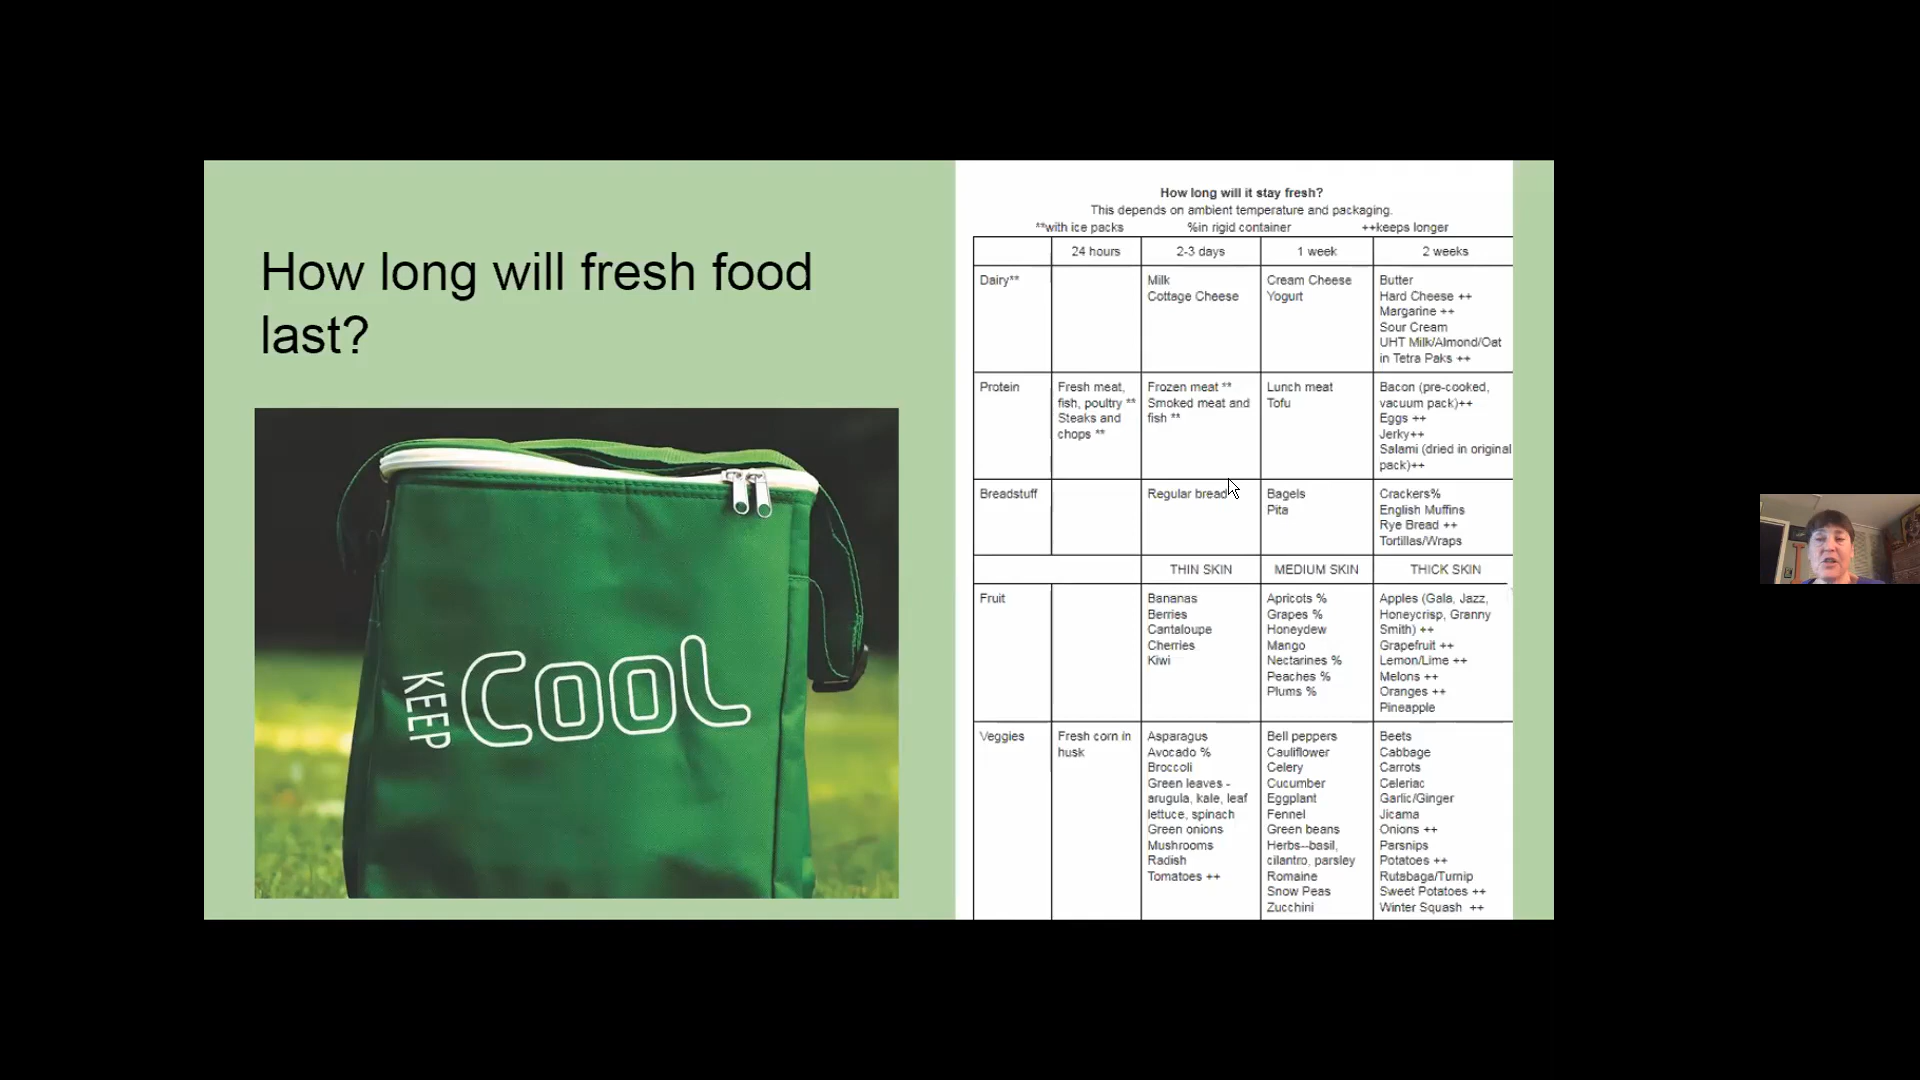 How long will fresh food
last?
KEEP COOL
How long will it stay fresh?
This depends on ambient temperature and packaging.
**with ice packs %in rigid container ++keeps longer
24 hours 2-3 days 1 week 2 weeks
Dairy**
Milk
Cottage Cheese
Cream Cheese
Yogurt
Butter
Hard Cheese ++
Margarine ++
Sour Cream
UHT Milk/Almond/Oat
in Tetra Paks ++
Protein
Fresh meat,
fish, poultry **
Steaks and
chops **
Frozen meat **
Smoked meat and
fish **
Lunch meat
Tofu
Bacon (pre-cooked,
vacuum pack)++
Eggs ++
Jerky++
Salami (dried in original
pack)++
Breadstuff
Regular bread
Bagels
Pita
Crackers%
English Muffins
Rye Bread ++
Tortillas/Wraps
THIN SKIN MEDIUM SKIN THICK SKIN
Fruit
Bananas
Berries
Cantaloupe
Cherries
Kiwi
Apricots %
Grapes %
Honeydew
Mango
Nectarines %
Peaches %
Plums %
Apples (Gala, Jazz,
Honeycrisp, Granny
Smith) ++
Grapefruit ++
Lemon/Lime ++
Melons ++
Oranges ++
Pineapple
Veggies
Fresh corn in
husk
Asparagus
Avocado %
Broccoli
Green leaves -
arugula, kale, leaf
lettuce, spinach
Green onions
Mushrooms
Radish
Tomatoes ++
Bell peppers
Cauliflower
Celery
Cucumber
Eggplant
Fennel
Green beans
Herbs--basil,
cilantro, parsley
Romaine
Snow Peas
Zucchini
Beets
Cabbage
Carrots
Celeriac
Garlic/Ginger
Jicama
Onions ++
Parsnips
Potatoes ++
Rutabaga/Turnip
Sweet Potatoes ++
Winter Squash ++